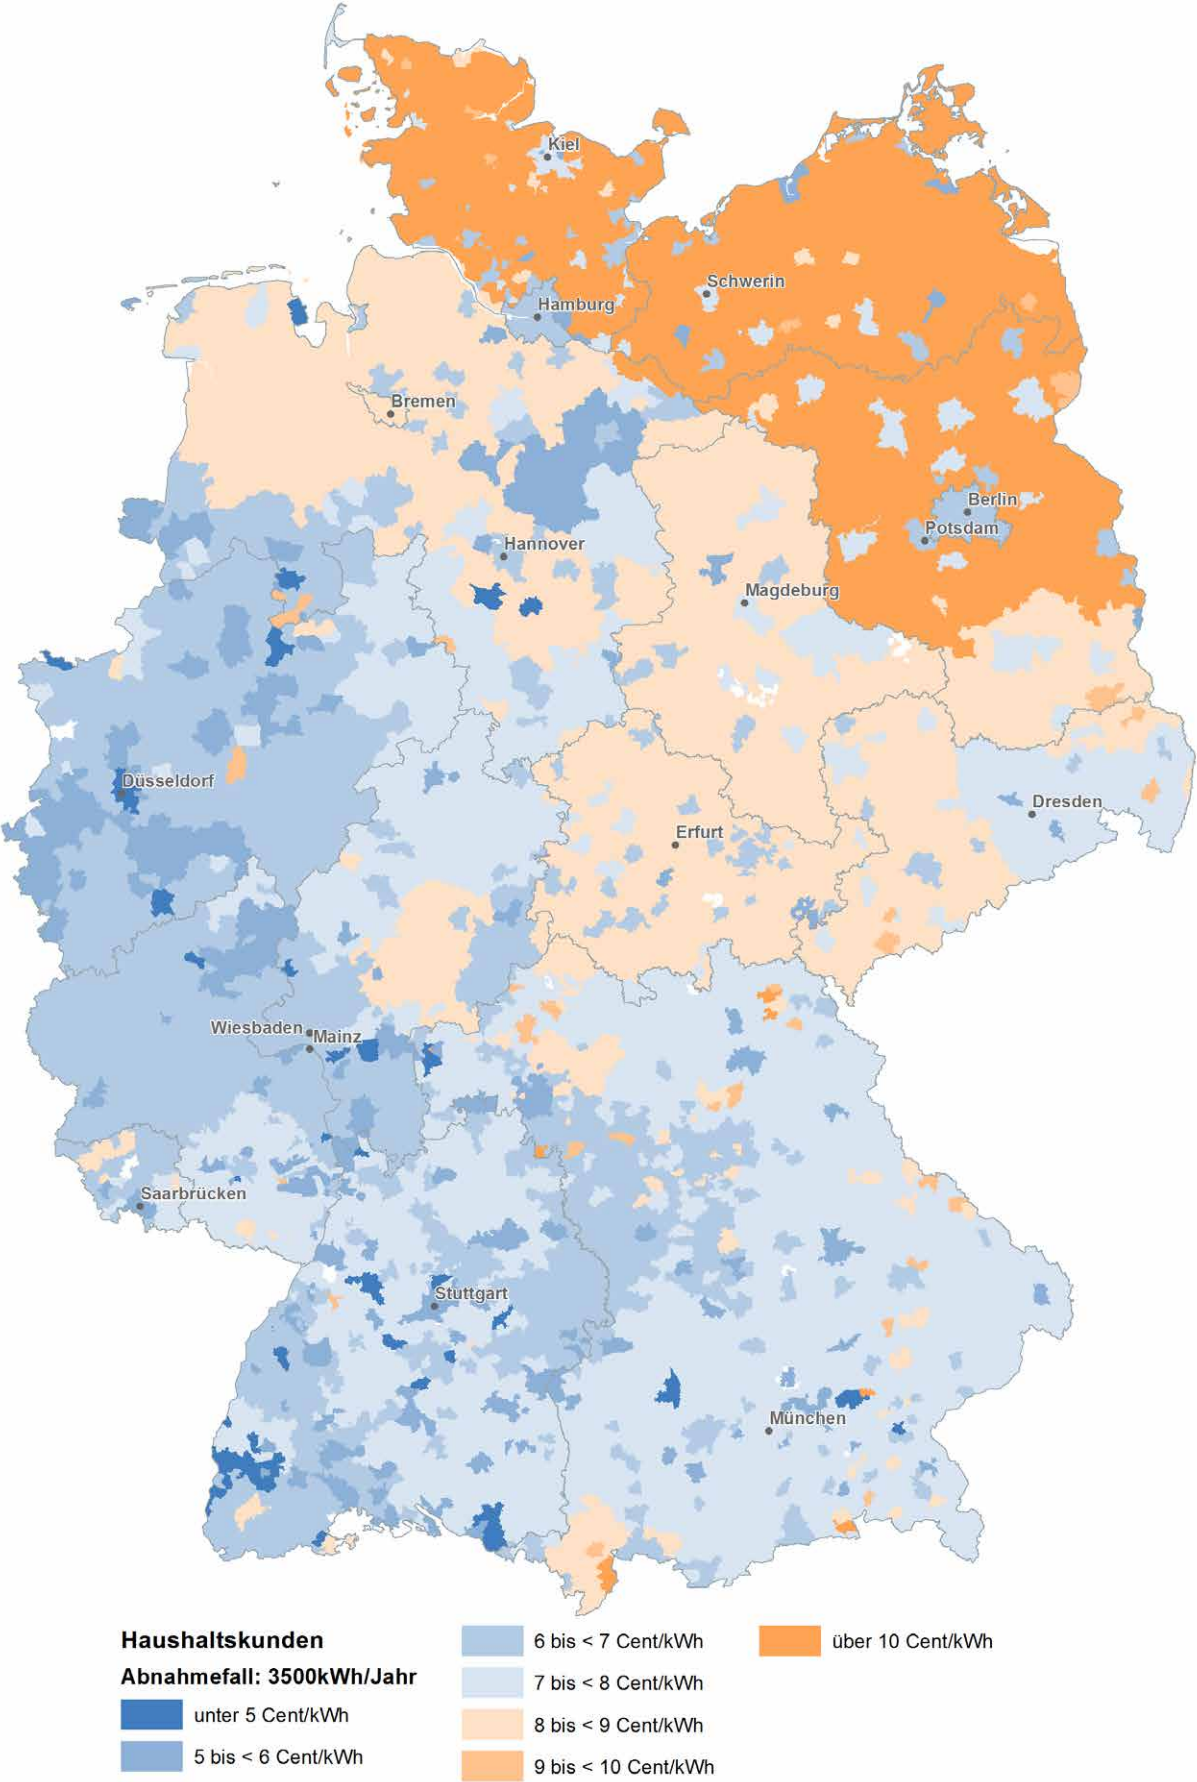 Kiel
Schwerin
Hamburg
Bremen
Berlin
Potsdam
Hannover
Magdeburg
Düsseldorf
Dresden
Erfurt
Wiesbaden
Mainz
Saarbrücken
Stuttgart
München
Haushaltskunden
Abnahmefall: 3500kWh/Jahr
unter 5 Cent/kWh
5 bis < 6 Cent/kWh
6 bis < 7 Cent/kWh
7 bis < 8 Cent/kWh
8 bis < 9 Cent/kWh
9 bis < 10 Cent/kWh
über 10 Cent/kWh